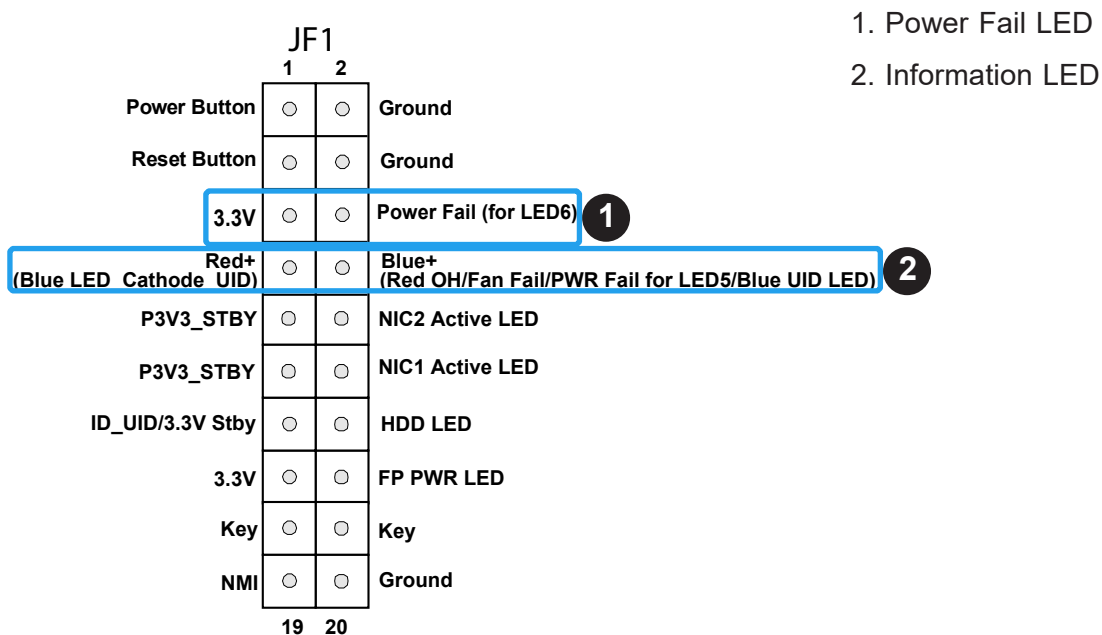 1. Power Fail LED
2. Information LED
JF1
1 2
Power Button Ground
Reset Button Ground
3.3V Power Fail (for LED6) 1
Red+ Blue+
(Blue LED_Cathode_UID) (Red OH/Fan Fail/PWR Fail for LED5/Blue UID LED) 2
P3V3_STBY NIC2 Active LED
P3V3_STBY NIC1 Active LED
ID_UID/3.3V Stby HDD LED
3.3V FP PWR LED
Key Key
NMI Ground
19 20